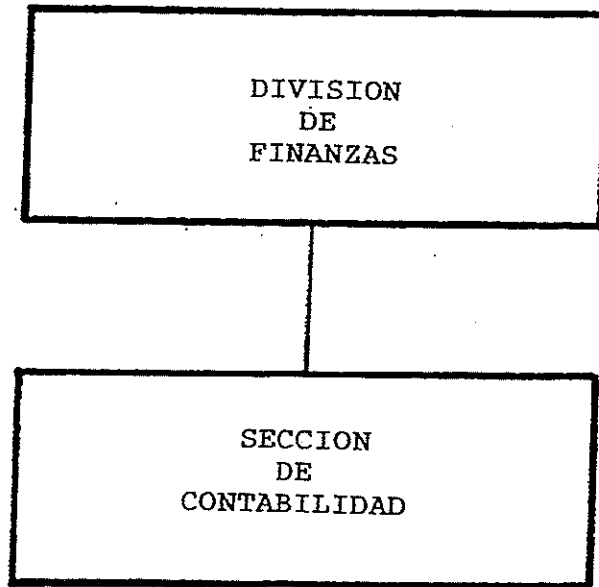 DIVISION
DE
FINANZAS
SECCION
DE
CONTABILIDAD